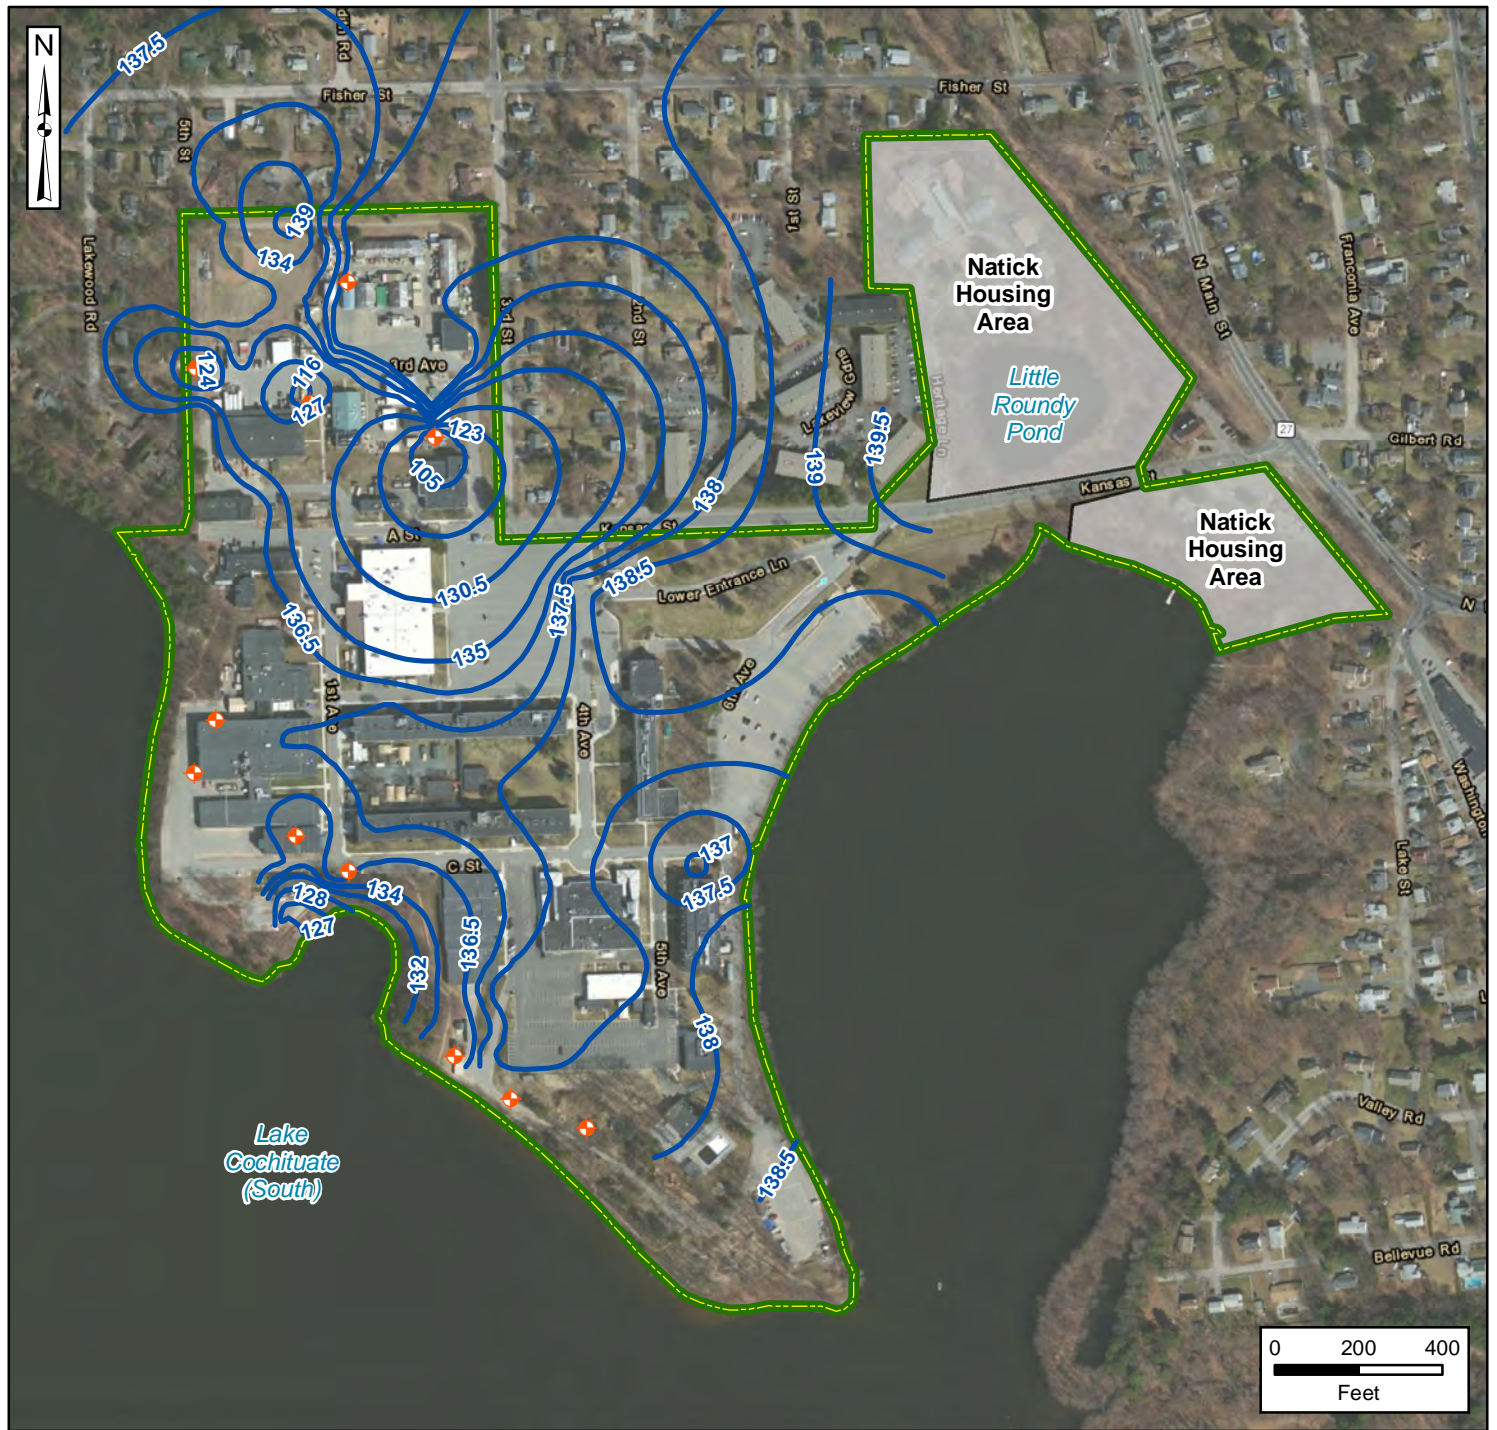 N
137.5
Fisher St
Fisher St
5th St
1st St
139
134
Natick
Housing
Area
N Main St
Franconia Ave
Lakewood Rd
3rd St
2nd St
3rd Ave
124
116
127
123
105
Lakeview Gdns
Heritage Ln
Little
Roundy
Pond
27
Gilbert Rd
138
139
139.5
Kansas St
Kansas St
A St
Natick
Housing
Area
130.5
137.5
138.5
Lower Entrance Ln
136.5
135
1st Ave
4th Ave
6th Ave
Washington
Lake St
C St
137
137.5
134
128
127
132
136.5
5th Ave
138
Valley Rd
Lake
Cochituate
(South)
138.5
Bellevue Rd
0 200 400
Feet